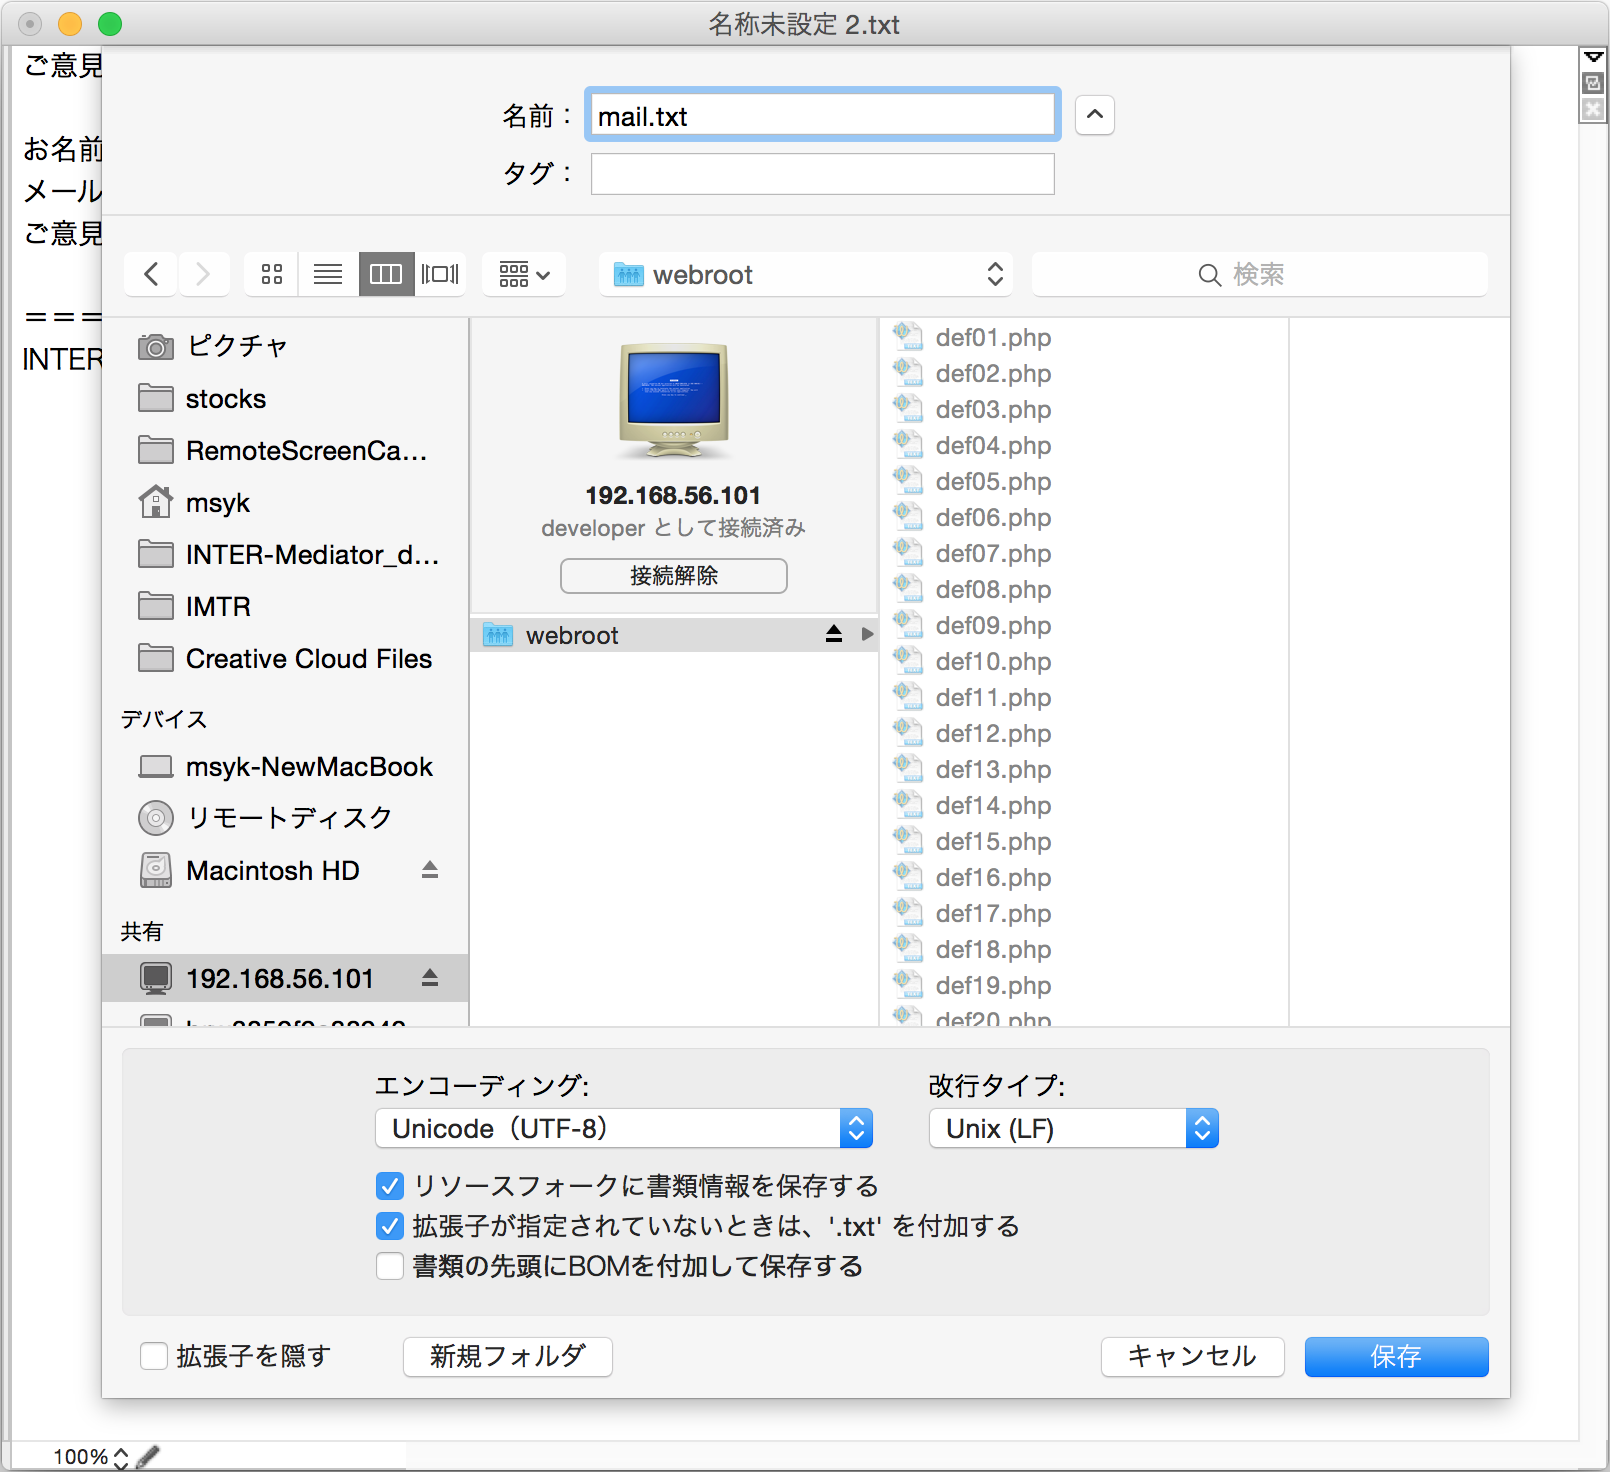 名称未設定 2.txt
ご意見
お名前
メール
ご意見
===
INTER
名前：
mail.txt
タグ：
webroot
検索
ピクチャ
stocks
RemoteScreenCa...
msyk
INTER-Mediator_d...
IMTR
Creative Cloud Files
デバイス
msyk-NewMacBook
リモートディスク
Macintosh HD
共有
192.168.56.101
192.168.56.101
developer として接続済み
接続解除
webroot
def01.php
def02.php
def03.php
def04.php
def05.php
def06.php
def07.php
def08.php
def09.php
def10.php
def11.php
def12.php
def13.php
def14.php
def15.php
def16.php
def17.php
def18.php
def19.php
def20.php
エンコーディング:
Unicode（UTF-8）
改行タイプ:
Unix (LF)
リソースフォークに書類情報を保存する
拡張子が指定されていないときは、'.txt' を付加する
書類の先頭にBOMを付加して保存する
拡張子を隠す
新規フォルダ
キャンセル
保存
100%